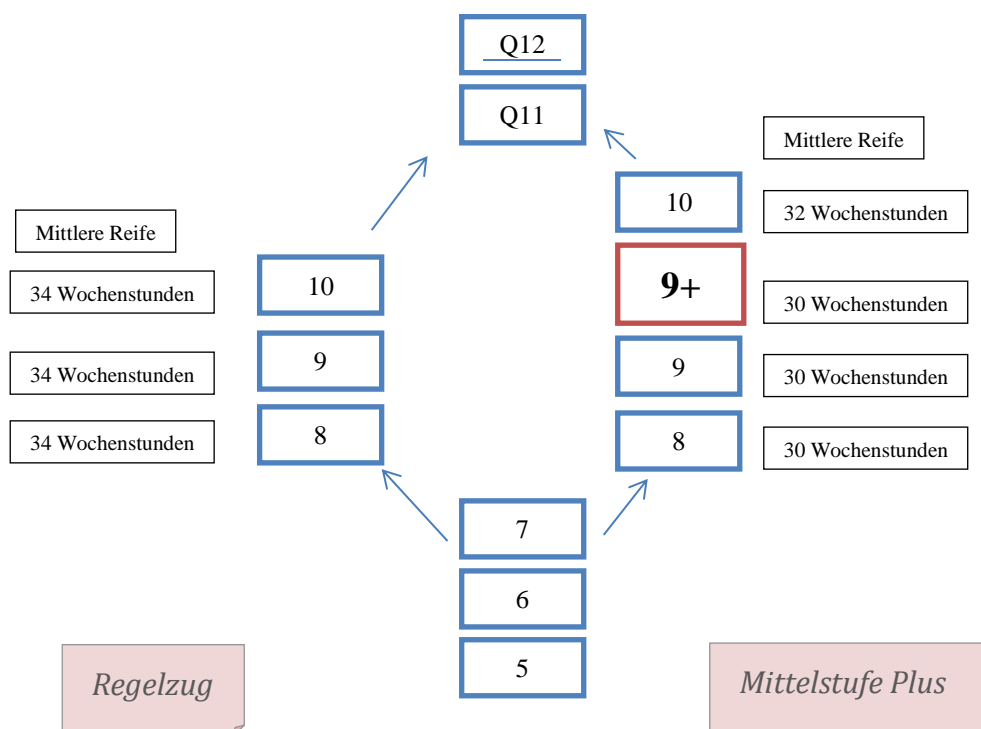 Q12
Q11
Mittlere Reife
10
32 Wochenstunden
Mittlere Reife
9+
34 Wochenstunden
10
30 Wochenstunden
34 Wochenstunden
9
9
30 Wochenstunden
34 Wochenstunden
8
8
30 Wochenstunden
7
6
5
Regelzug
Mittelstufe Plus